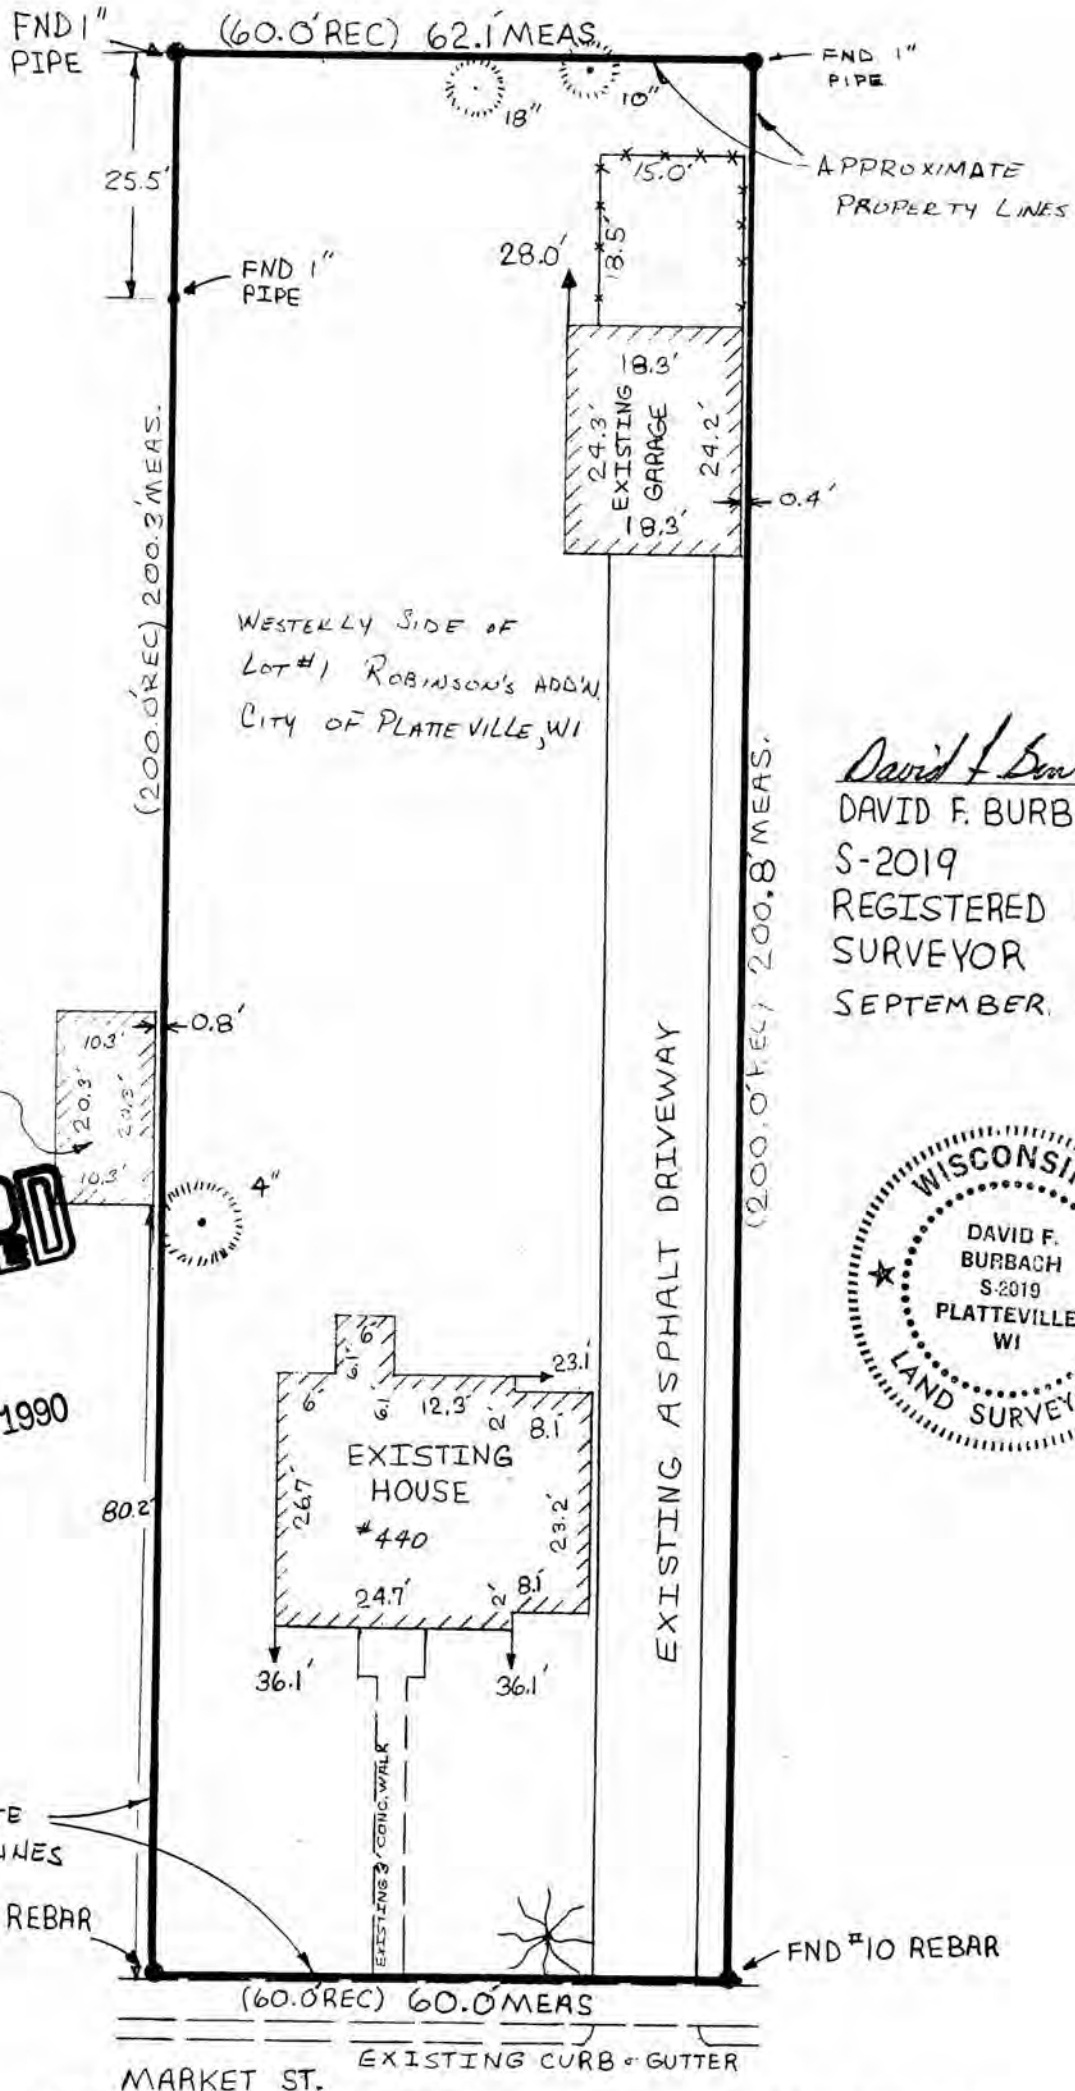 FND 1"
PIPE
(60.0' REC) 62.1' MEAS.
FND 1"
PIPE
18"
10"
APPROXIMATE
PROPERTY LINES
25.5'
15.0'
18.5'
28.0'
FND 1"
PIPE
18.3'
24.3'
EXISTING
GARAGE
24.2'
18.3'
0.4'
(200.0' REC) 200.3' MEAS.
WESTERLY SIDE OF
LOT #1 ROBINSON'S ADD'N
CITY OF PLATTEVILLE, WI
(200.0' REC) 200.8' MEAS.
DAVID F. BURB
S-2019
REGISTERED
SURVEYOR
SEPTEMBER
0.8'
10.3'
20.3'
20.3'
10.3'
4"
WISCONSIN
DAVID F.
BURBACH
S-2019
PLATTEVILLE
WI
LAND SURVEY
1990
80.2'
6'
6'
6'
6.1
12.3'
2'
8.1'
23.1'
EXISTING
HOUSE
#440
26.7'
23.2'
24.7'
2'
8.1'
36.1'
36.1'
EXISTING ASPHALT DRIVEWAY
EXISTING 3' CONC. WALK
TE
LINES
REBAR
FND #10 REBAR
(60.0' REC) 60.0' MEAS
EXISTING CURB & GUTTER
MARKET ST.